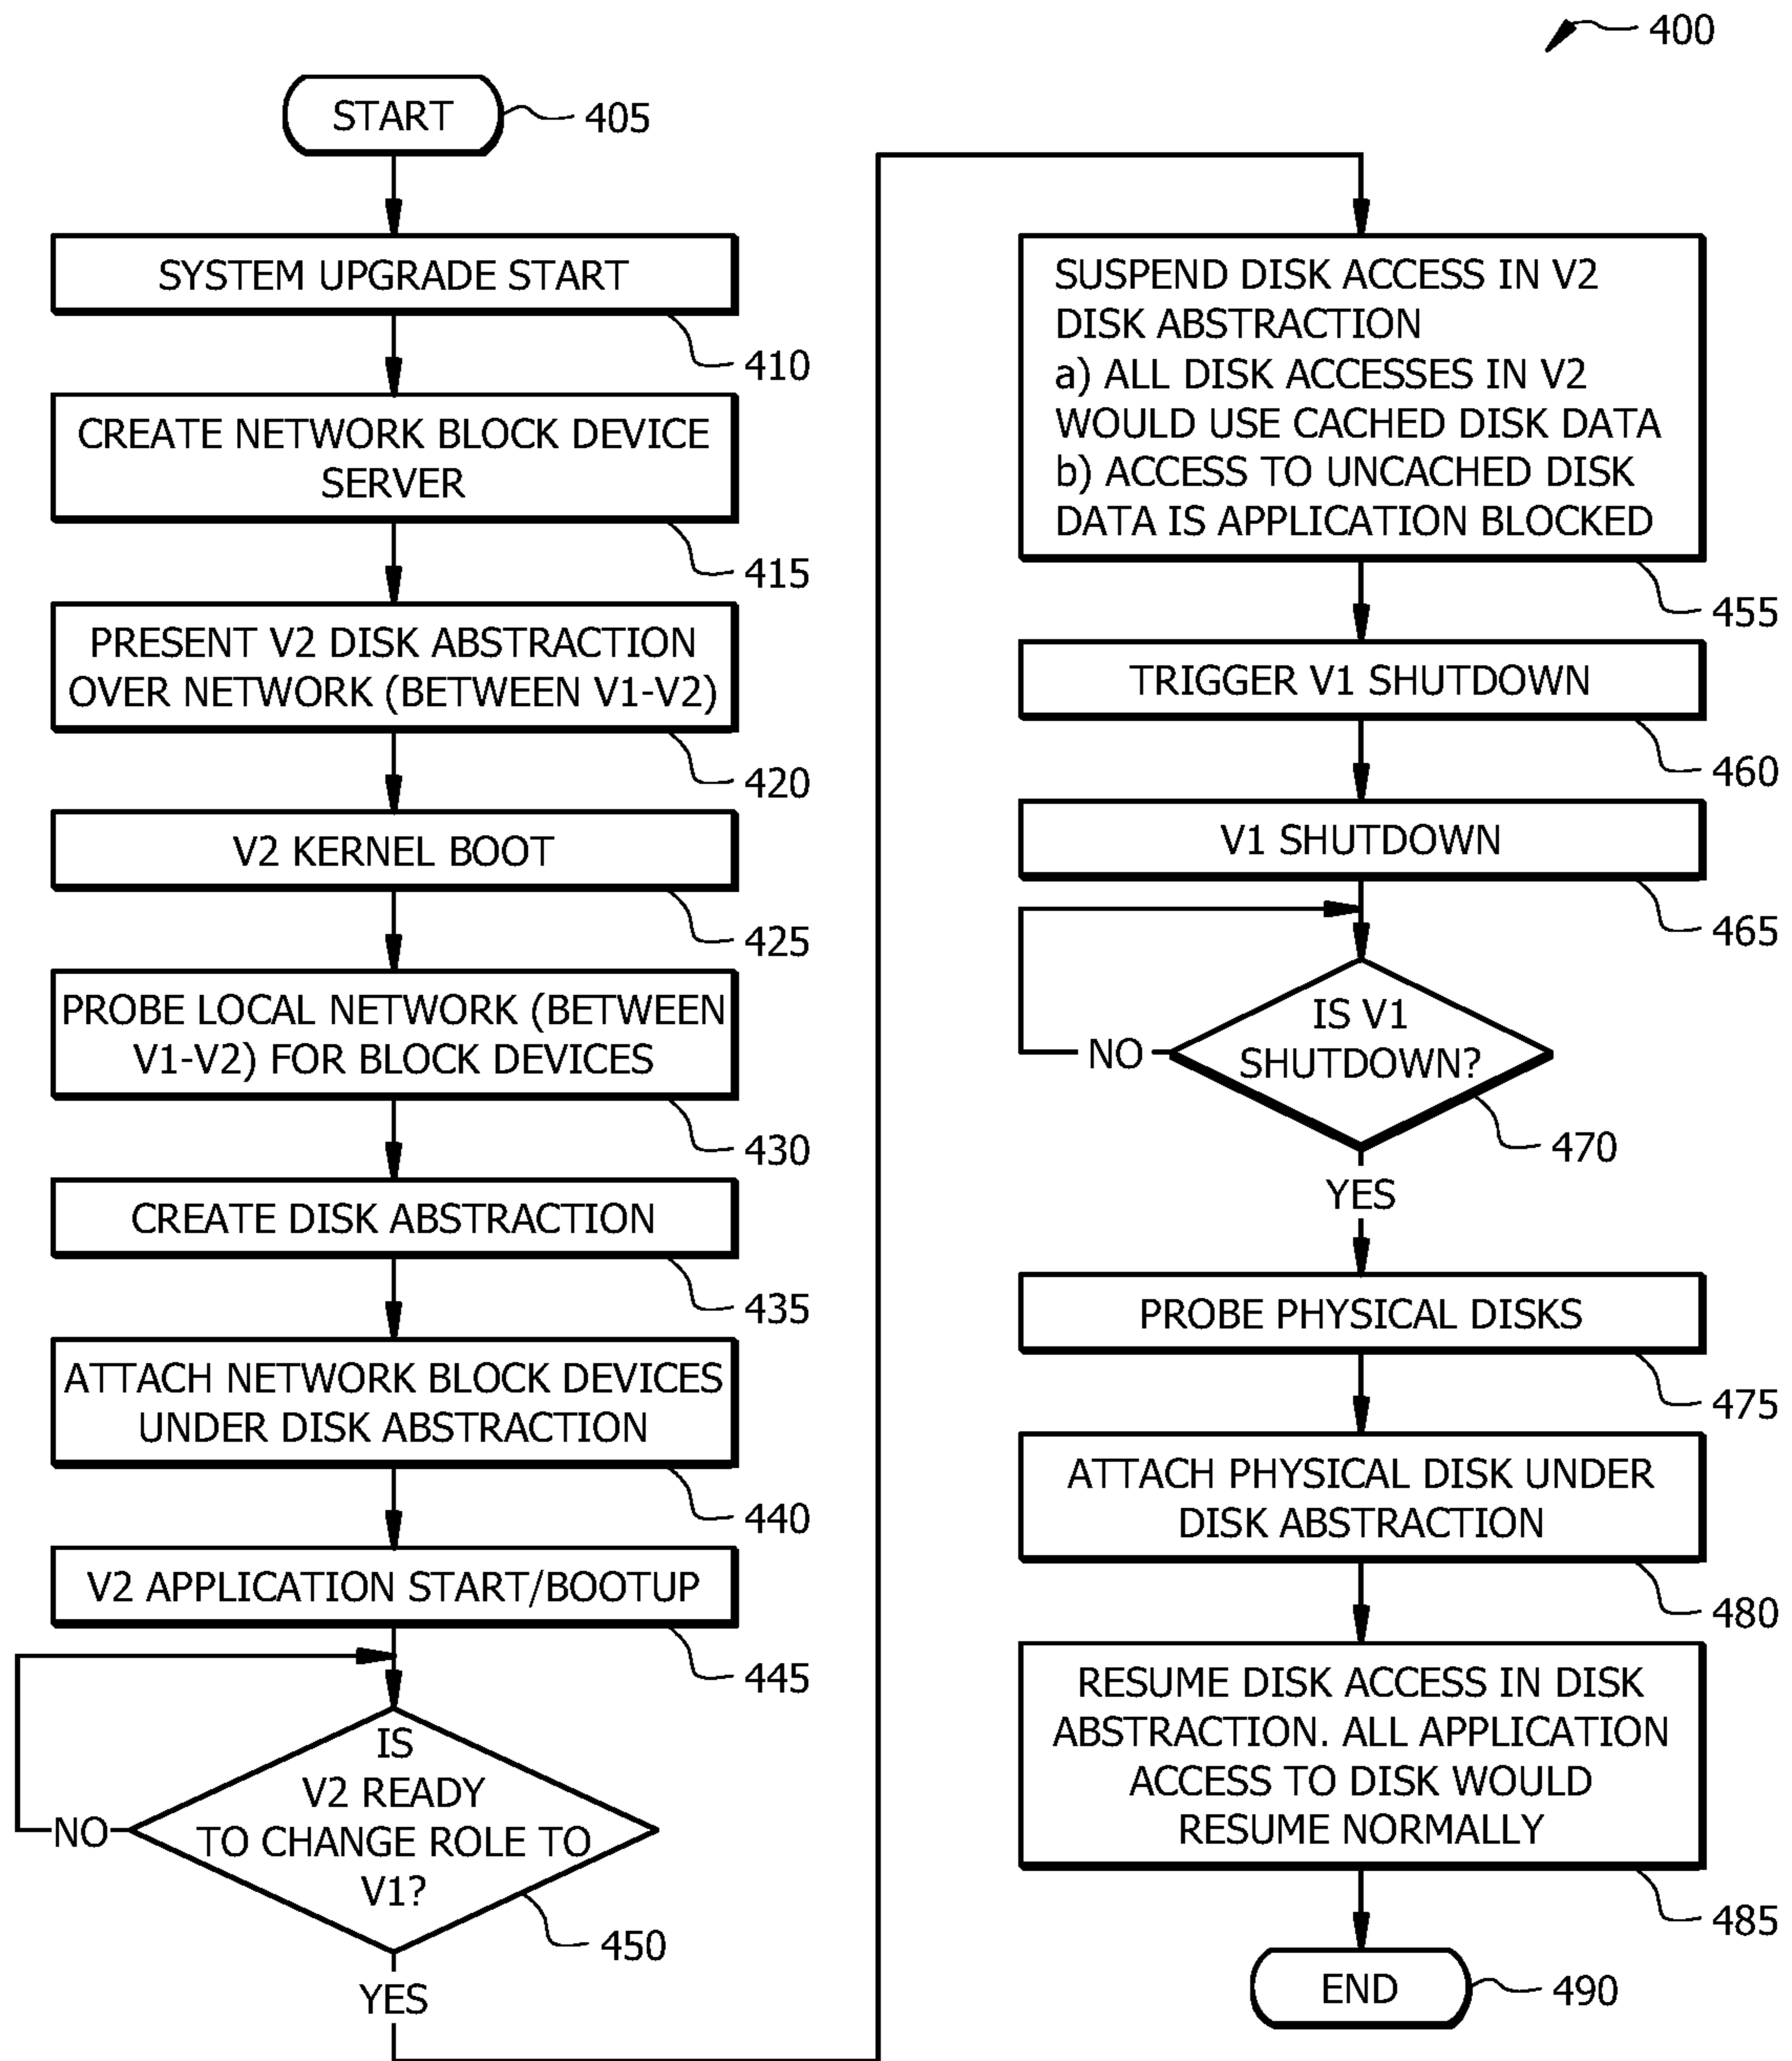 400
START
405
SYSTEM UPGRADE START
410
CREATE NETWORK BLOCK DEVICE
SERVER
415
PRESENT V2 DISK ABSTRACTION
OVER NETWORK (BETWEEN V1-V2)
420
V2 KERNEL BOOT
425
PROBE LOCAL NETWORK (BETWEEN
V1-V2) FOR BLOCK DEVICES
430
CREATE DISK ABSTRACTION
435
ATTACH NETWORK BLOCK DEVICES
UNDER DISK ABSTRACTION
440
V2 APPLICATION START/BOOTUP
445
IS
V2 READY
TO CHANGE ROLE TO
V1?
NO
450
YES
SUSPEND DISK ACCESS IN V2
DISK ABSTRACTION
a) ALL DISK ACCESSES IN V2
WOULD USE CACHED DISK DATA
b) ACCESS TO UNCACHED DISK
DATA IS APPLICATION BLOCKED
455
TRIGGER V1 SHUTDOWN
460
V1 SHUTDOWN
465
IS V1
SHUTDOWN?
NO
470
YES
PROBE PHYSICAL DISKS
475
ATTACH PHYSICAL DISK UNDER
DISK ABSTRACTION
480
RESUME DISK ACCESS IN DISK
ABSTRACTION. ALL APPLICATION
ACCESS TO DISK WOULD
RESUME NORMALLY
485
END
490